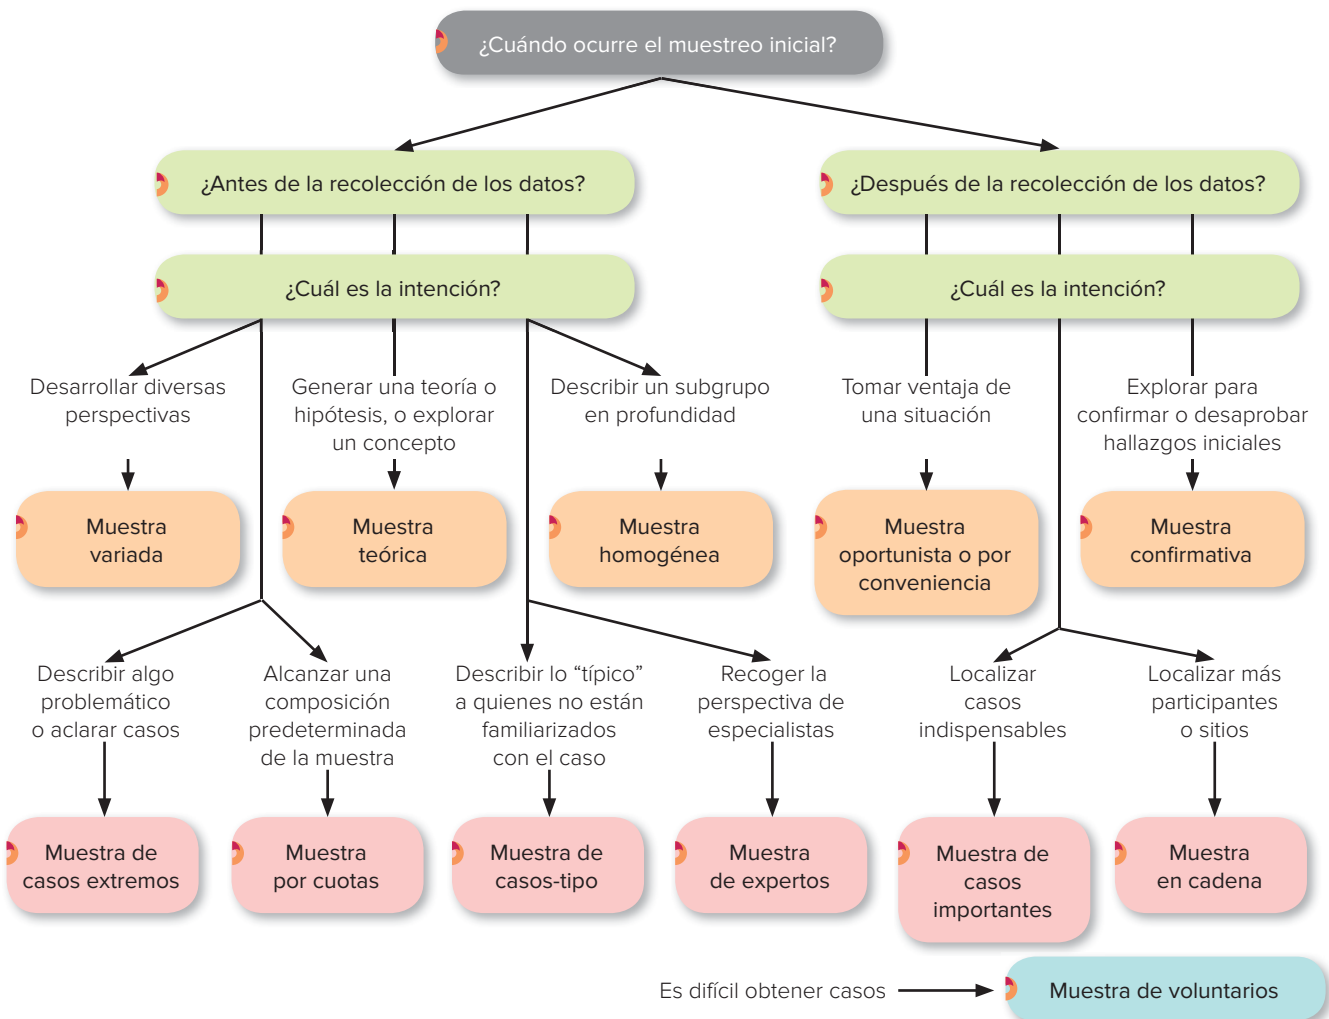 ¿Cuándo ocurre el muestreo inicial?
¿Antes de la recolección de los datos?
¿Después de la recolección de los datos?
¿Cuál es la intención?
¿Cuál es la intención?
Desarrollar diversas
perspectivas
Generar una teoría o
hipótesis, o explorar
un concepto
Describir un subgrupo
en profundidad
Tomar ventaja de
una situación
Explorar para
confirmar o desaprobar
hallazgos iniciales
Muestra
variada
Muestra
teórica
Muestra
homogénea
Muestra
oportunista o por
conveniencia
Muestra
confirmativa
Describir algo
problemático
o aclarar casos
Alcanzar una
composición
predeterminada
de la muestra
Describir lo “típico”
a quienes no están
familiarizados
con el caso
Recoger la
perspectiva de
especialistas
Localizar
casos
indispensables
Localizar más
participantes
o sitios
Muestra de
casos extremos
Muestra
por cuotas
Muestra de
casos-tipo
Muestra
de expertos
Muestra de
casos
importantes
Muestra
en cadena
Es difícil obtener casos
Muestra de voluntarios